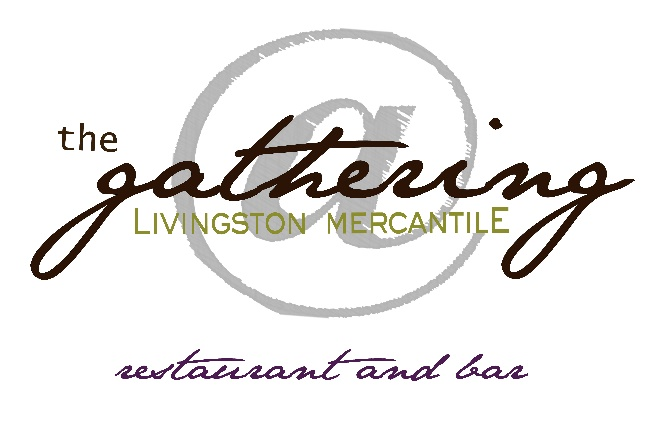 the
gathering
@
LIVINGSTON MERCANTILE
restaurant and bar